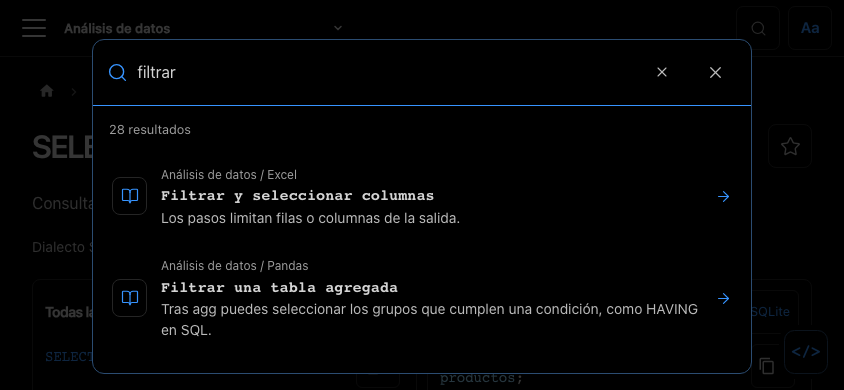 Análisis de datos
Aa
filtrar
28 resultados
SELE
Consulta
Análisis de datos / Excel
Filtrar y seleccionar columnas
Los pasos limitan filas o columnas de la salida.
Dialecto S
Análisis de datos / Pandas
Filtrar una tabla agregada
Tras agg puedes seleccionar los grupos que cumplen una condición, como HAVING
en SQL.
Todas la
SQLite
SELECT
</>
productos;